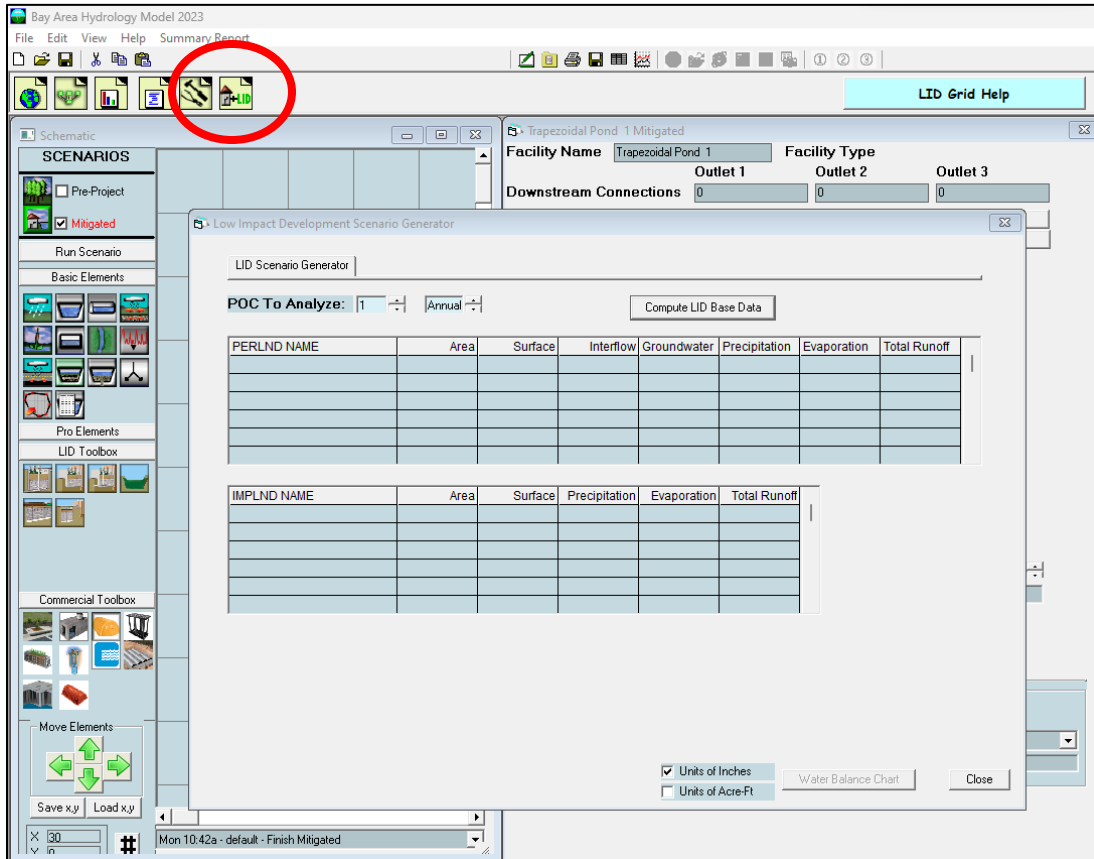 Bay Area Hydrology Model 2023
File Edit View Help Summary Report
+LID
LID Grid Help
Schematic
SCENARIOS
Pre-Project
Mitigated
Run Scenario
Basic Elements
Pro Elements
LID Toolbox
Commercial Toolbox
Move Elements
Save x,y Load x,y
X 30
Y 0
#
Mon 10:42a - default - Finish Mitigated
Trapezoidal Pond 1 Mitigated
Facility Name Trapezoidal Pond 1 Facility Type
Outlet 1 Outlet 2 Outlet 3
Downstream Connections 0 0 0
Low Impact Development Scenario Generator
LID Scenario Generator
POC To Analyze: 1 Annual Compute LID Base Data
PERLND NAME Area Surface Interflow Groundwater Precipitation Evaporation Total Runoff
IMPLND NAME Area Surface Precipitation Evaporation Total Runoff
Units of Inches
Units of Acre-Ft
Water Balance Chart
Close